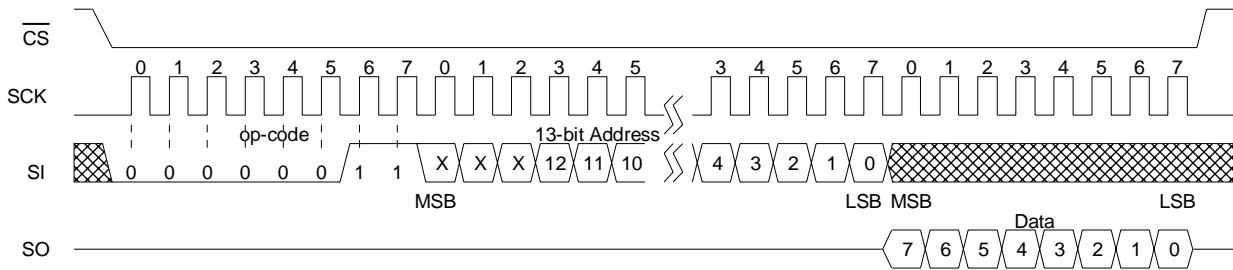 CS
0 1 2 3 4 5 6 7 0 1 2 3 4 5 3 4 5 6 7 0 1 2 3 4 5 6 7
SCK
op-code 13-bit Address
SI 0 0 0 0 0 0 1 1 X X X 12 11 10 4 3 2 1 0
MSB LSB MSB LSB
Data
SO 7 6 5 4 3 2 1 0